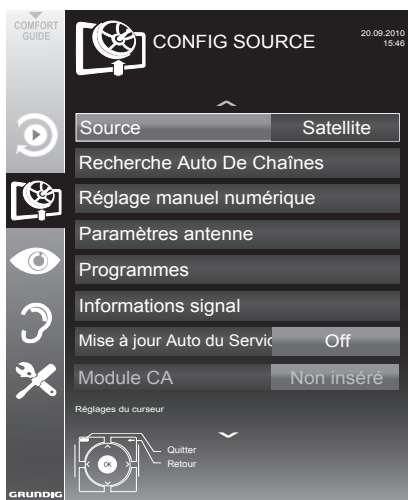 COMFORT
GUIDE
CONFIG SOURCE
20.09.2010
15:46
Source Satellite
Recherche Auto De Chaînes
Réglage manuel numérique
Paramètres antenne
Programmes
Informations signal
Mise à jour Auto du Servic Off
Module CA Non inséré
Réglages du curseur
OK
Quitter
Retour
GRUNDIG